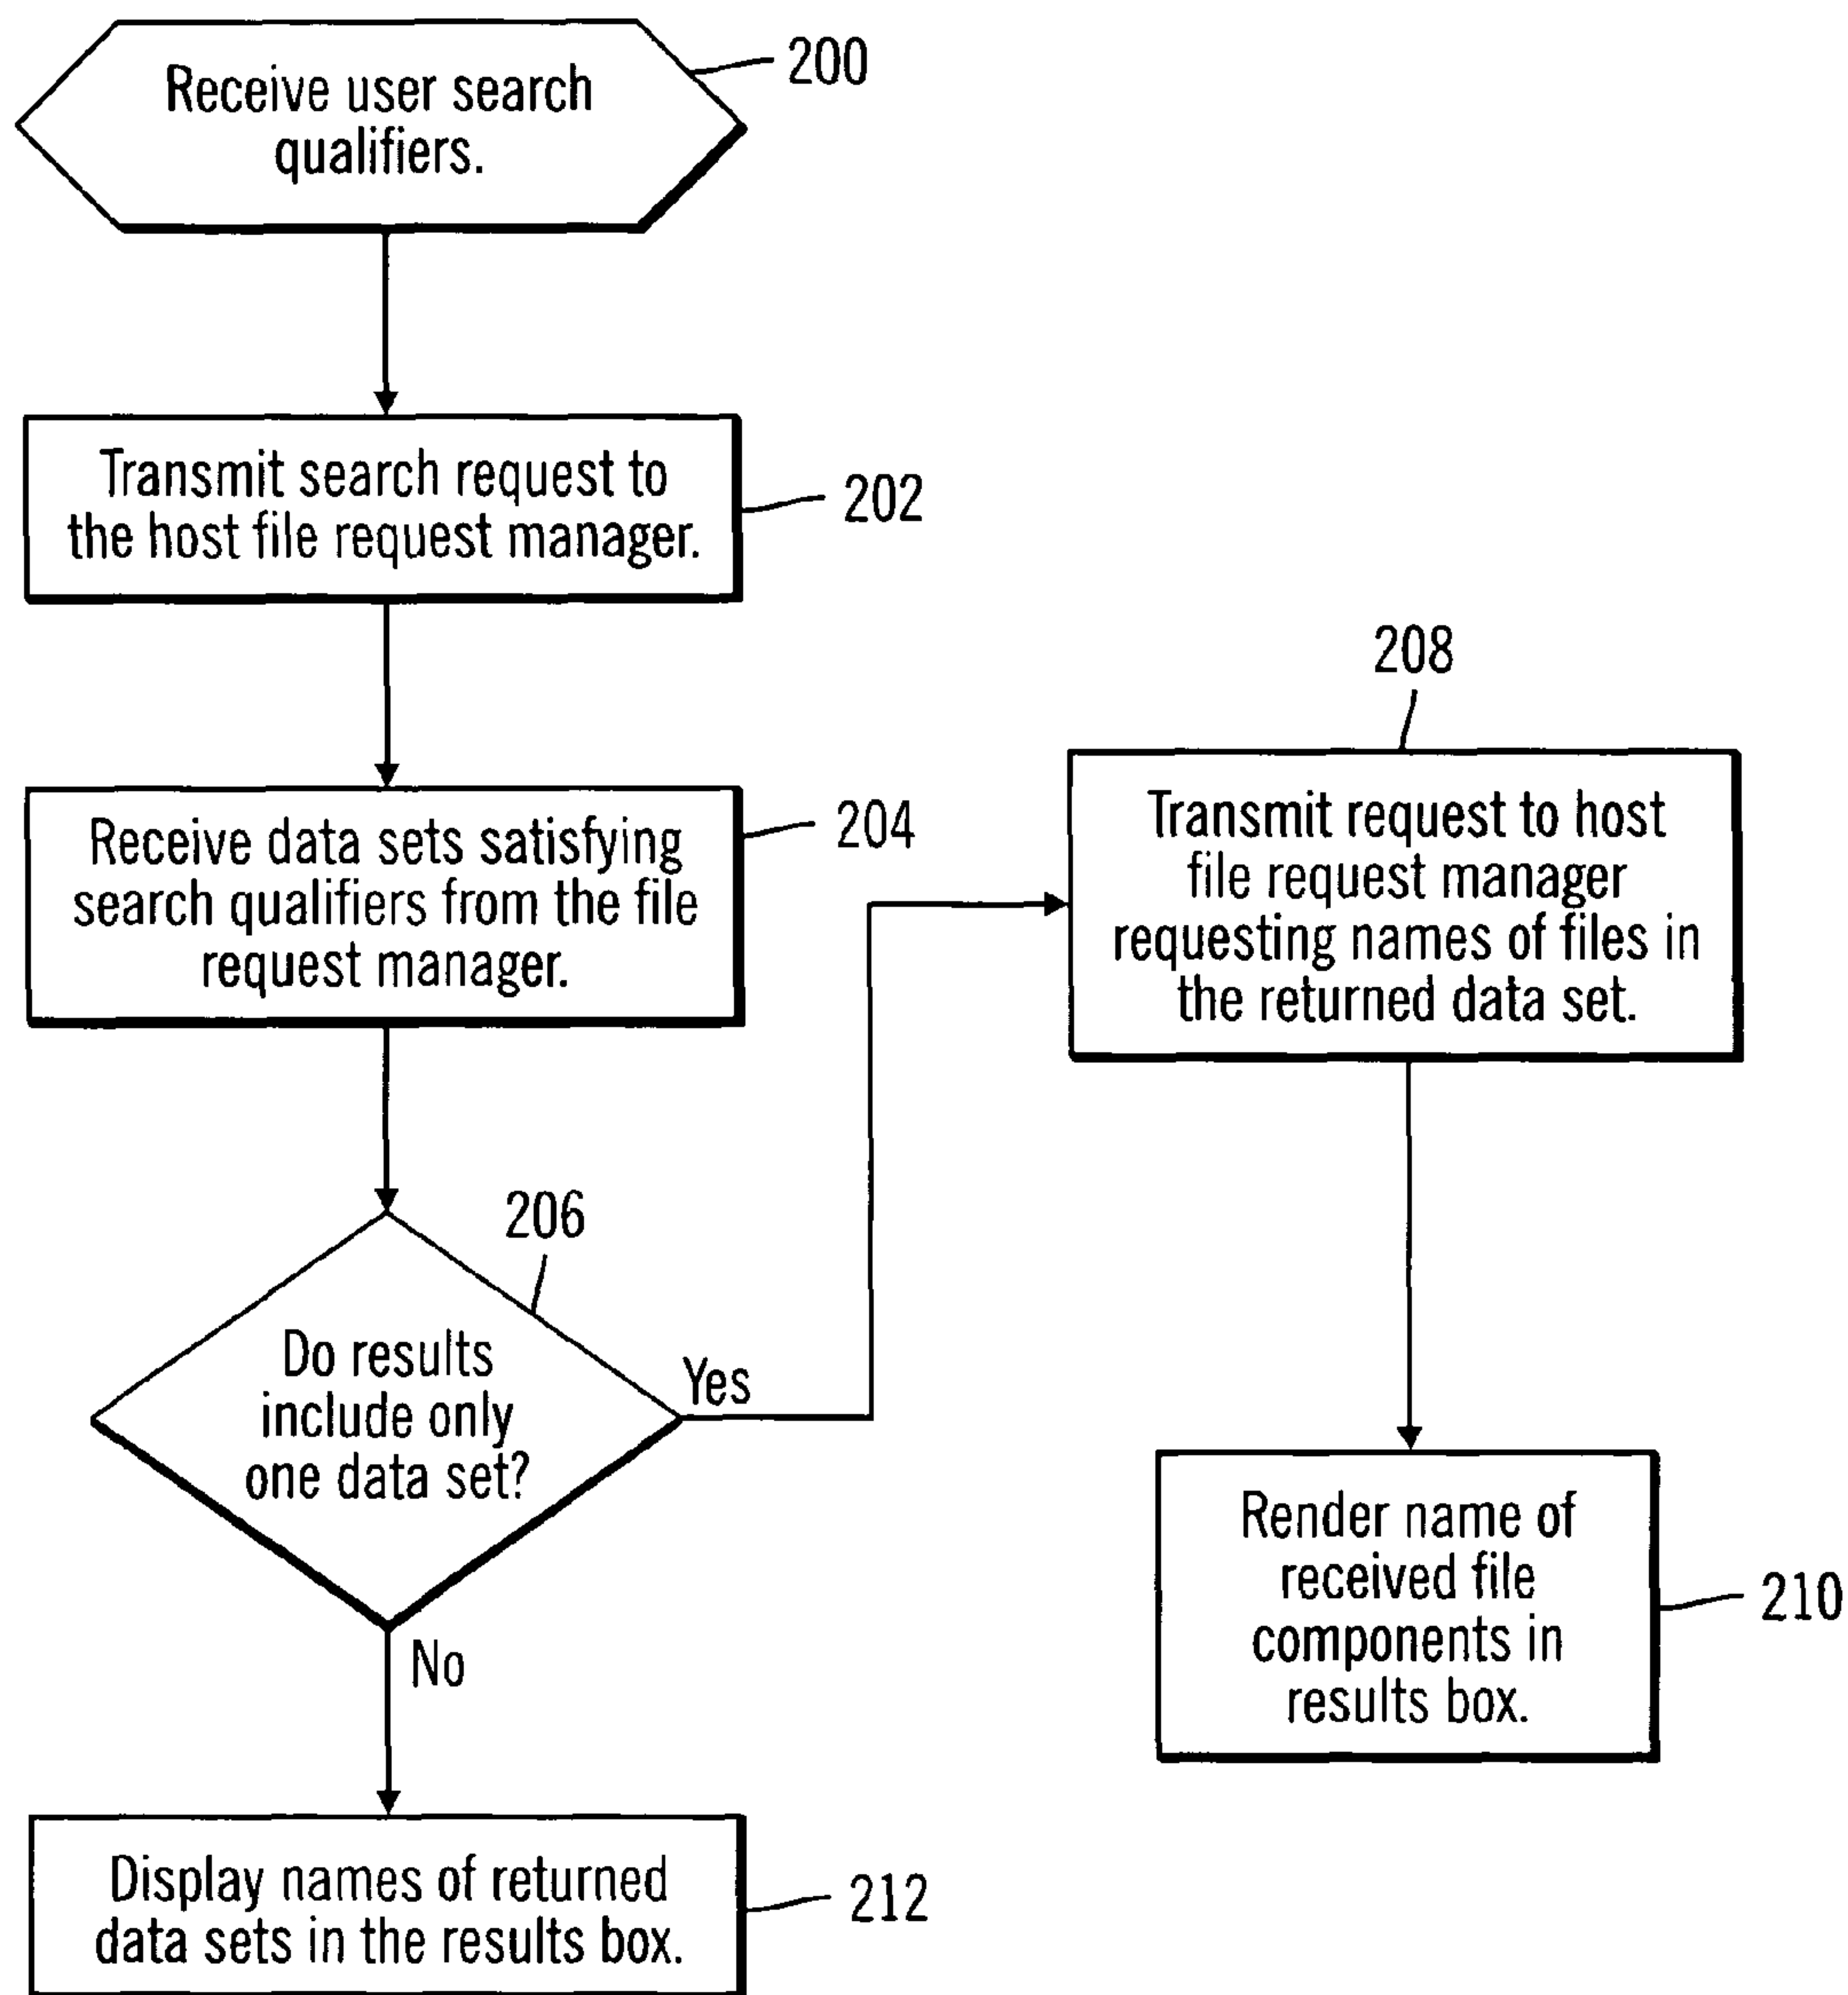 Receive user search
qualifiers.
200
Transmit search request to
the host file request manager.
202
Receive data sets satisfying
search qualifiers from the file
request manager.
204
Do results
include only
one data set?
206
Yes
No
208
Transmit request to host
file request manager
requesting names of files in
the returned data set.
Render name of
received file
components in
results box.
210
Display names of returned
data sets in the results box.
212